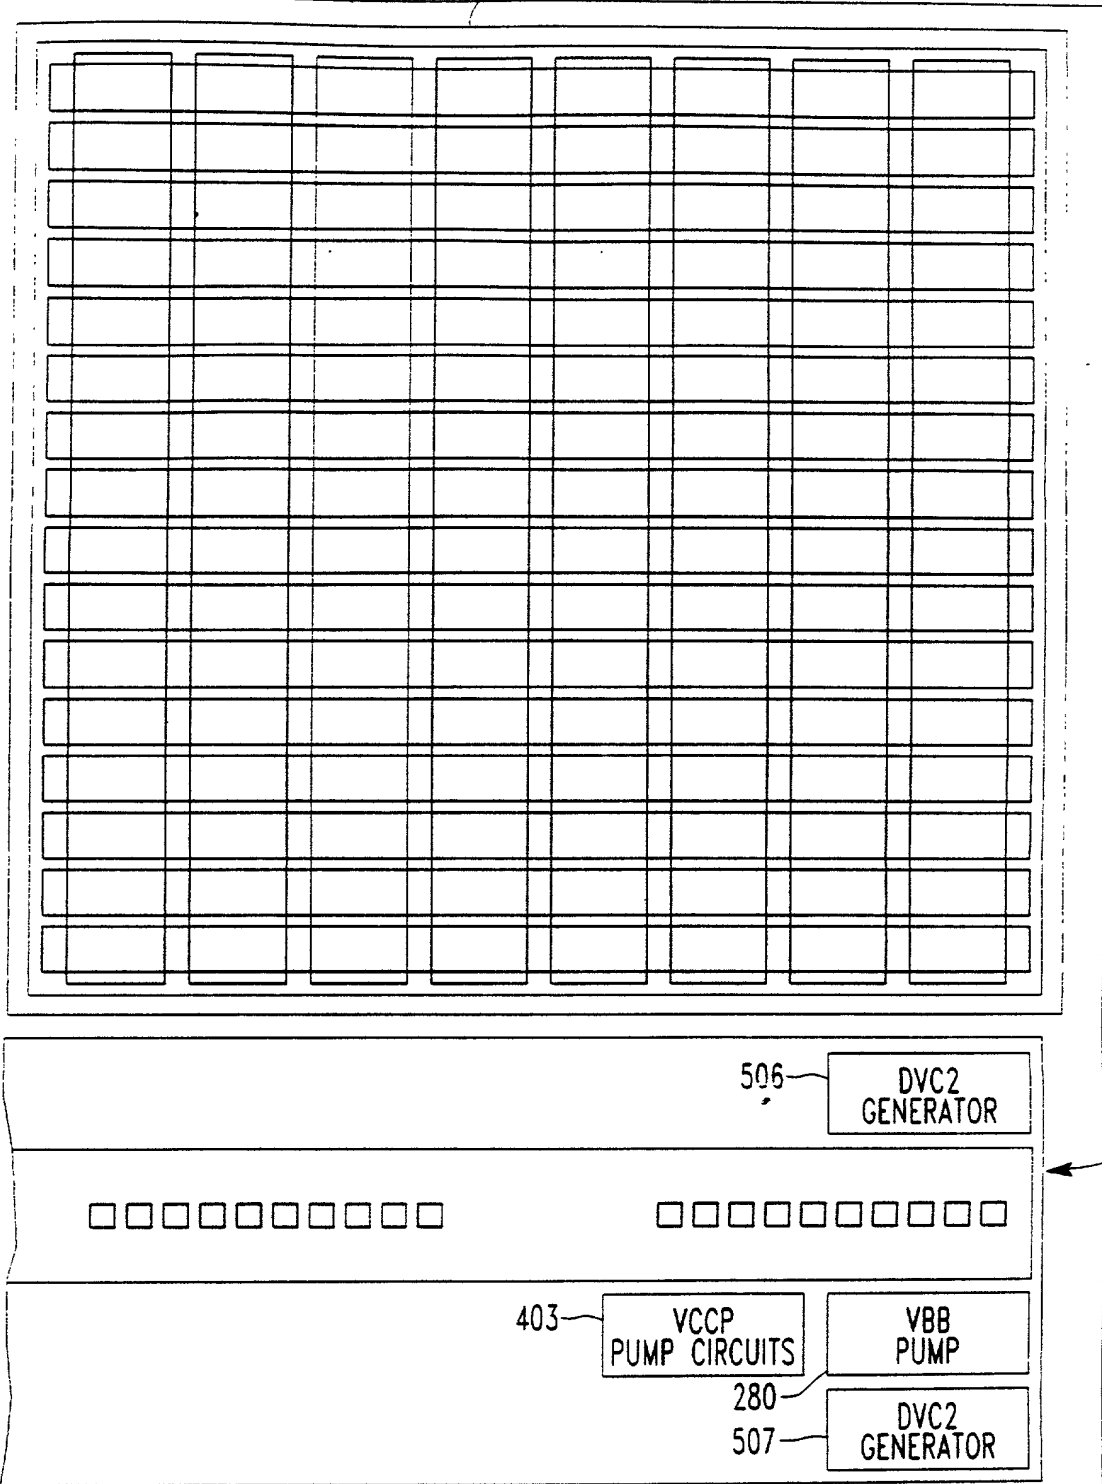 506
DVC2
GENERATOR
403
VCCP
PUMP CIRCUITS
VBB
PUMP
280
507
DVC2
GENERATOR